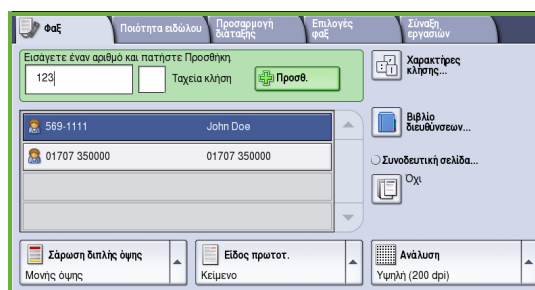 Φαξ
Ποιότητα ειδώλου
Προσαρμογή
διάταξης
Επιλογές
φαξ
Σύναξη
εργασιών
Εισάγετε έναν αριθμό και πατήστε Προσθήκη.
123
Ταχεία κλήση
Προσθ.
Χαρακτήρες
κλήσης...
569-1111 John Doe
01707 350000 01707 350000
Βιβλίο
διευθύνσεων...
Συνοδευτική σελίδα...
Όχι
Σάρωση διπλής όψης
Μονής όψης
Είδος πρωτοτ.
Κείμενο
Ανάλυση
Υψηλή (200 dpi)